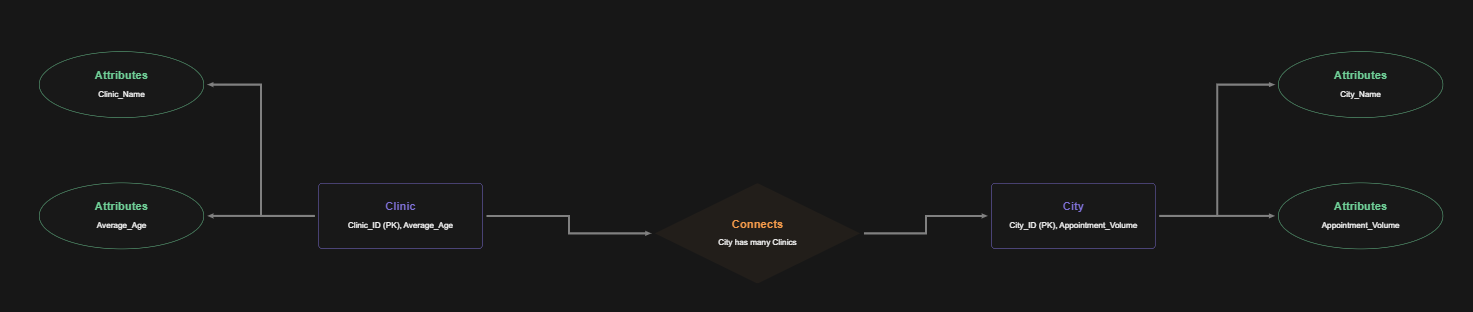 Attributes
Clinic_Name
Attributes
City_Name
Attributes
Average_Age
Clinic
Clinic_ID (PK), Average_Age
Connects
City has many Clinics
City
City_ID (PK), Appointment_Volume
Attributes
Appointment_Volume